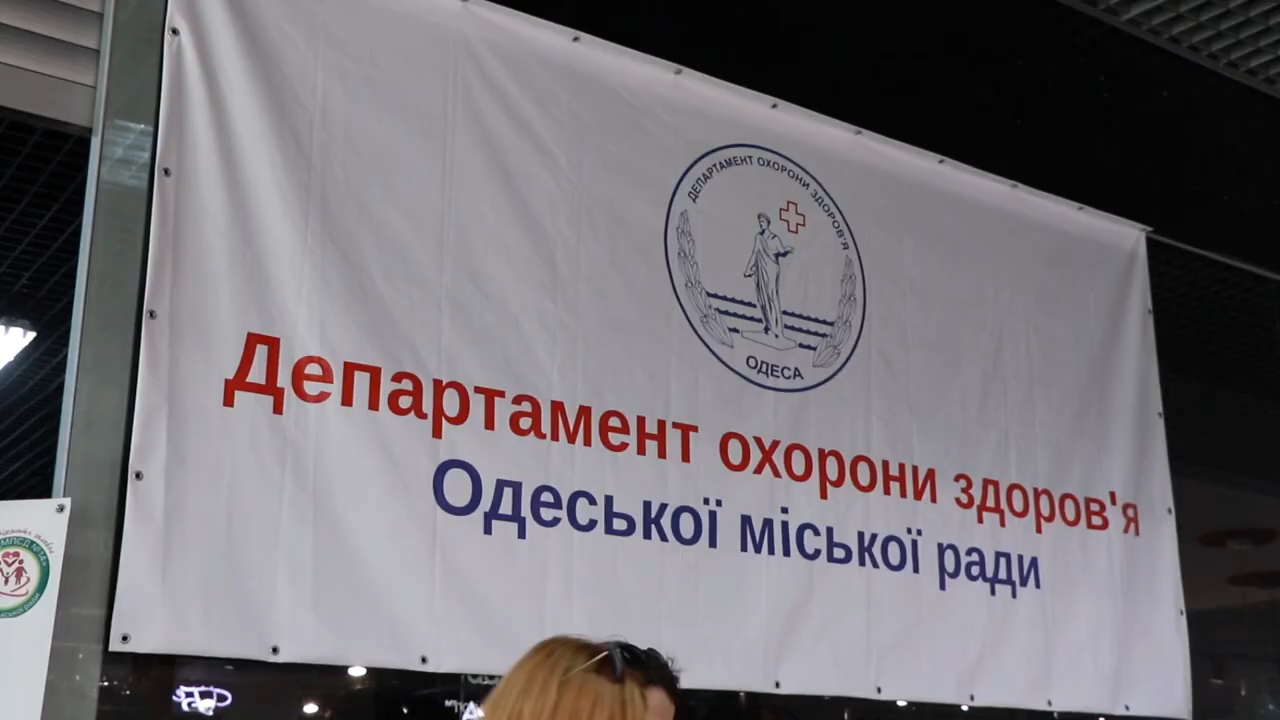 ДЕПАРТАМЕНТ ОХОРОНИ ЗДОРОВ'Я
ОДЕСА
Департамент охорони здоров'я
Одеської міської ради